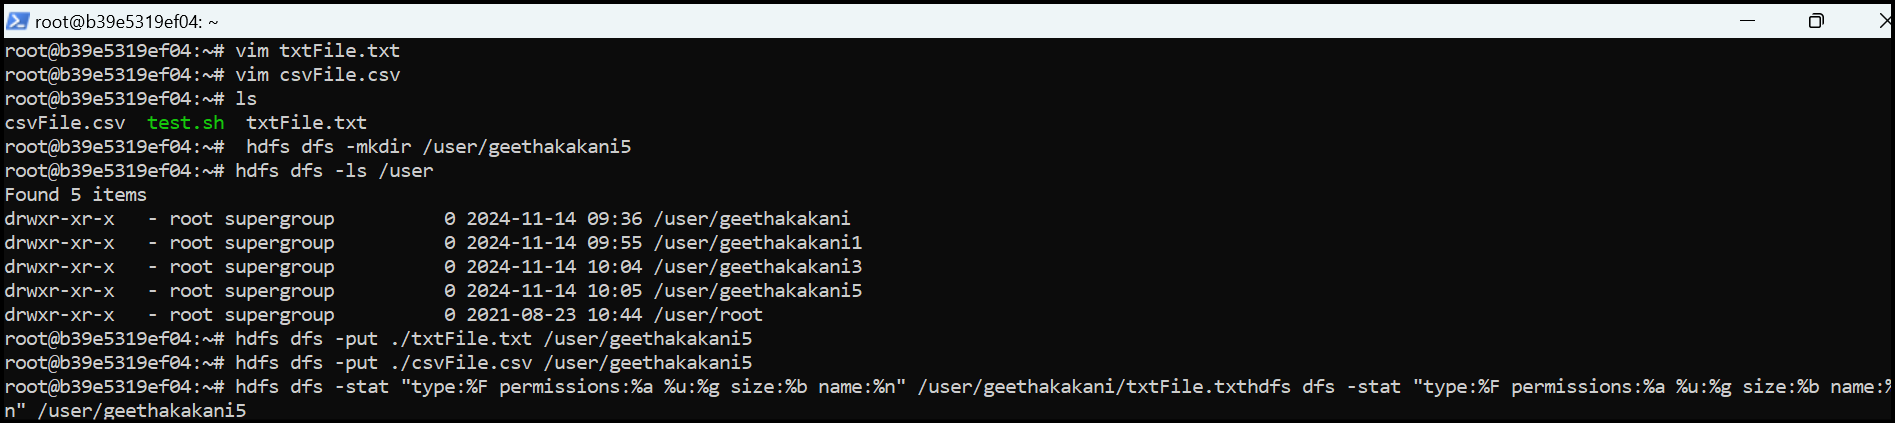 root@b39e5319ef04: ~
root@b39e5319ef04:~# vim txtFile.txt
root@b39e5319ef04:~# vim csvFile.csv
root@b39e5319ef04:~# ls
csvFile.csv  test.sh  txtFile.txt
root@b39e5319ef04:~#  hdfs dfs -mkdir /user/geethakakani5
root@b39e5319ef04:~# hdfs dfs -ls /user
Found 5 items
drwxr-xr-x   - root supergroup          0 2024-11-14 09:36 /user/geethakakani
drwxr-xr-x   - root supergroup          0 2024-11-14 09:55 /user/geethakakani1
drwxr-xr-x   - root supergroup          0 2024-11-14 10:04 /user/geethakakani3
drwxr-xr-x   - root supergroup          0 2024-11-14 10:05 /user/geethakakani5
drwxr-xr-x   - root supergroup          0 2021-08-23 10:44 /user/root
root@b39e5319ef04:~# hdfs dfs -put ./txtFile.txt /user/geethakakani5
root@b39e5319ef04:~# hdfs dfs -put ./csvFile.csv /user/geethakakani5
root@b39e5319ef04:~# hdfs dfs -stat "type:%F permissions:%a %u:%g size:%b name:%n" /user/geethakakani/txtFile.txthdfs dfs -stat "type:%F permissions:%a %u:%g size:%b name:%
n" /user/geethakakani5